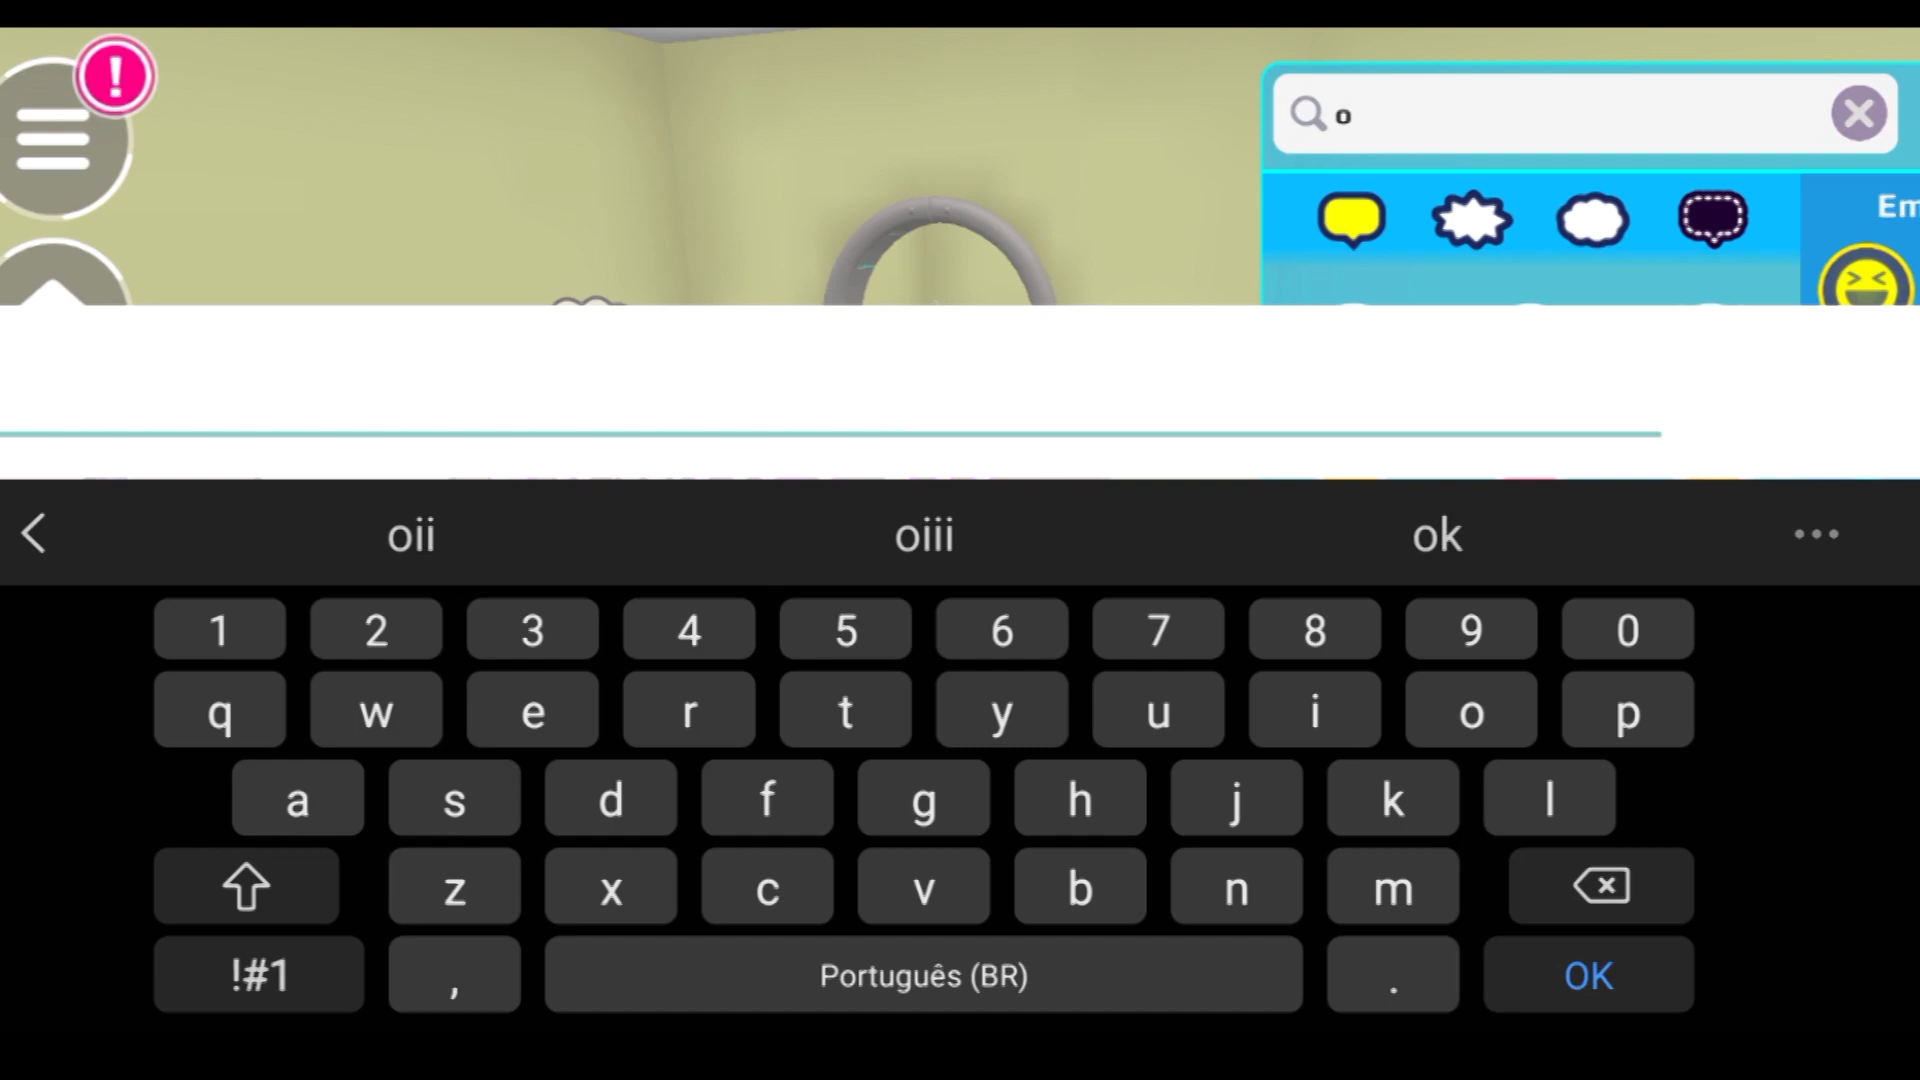 !
o
Em
oii oiii ok ...
1 2 3 4 5 6 7 8 9 0
q w e r t y u i o p
a s d f g h j k l
z x c v b n m
!#1 , Português (BR) . OK